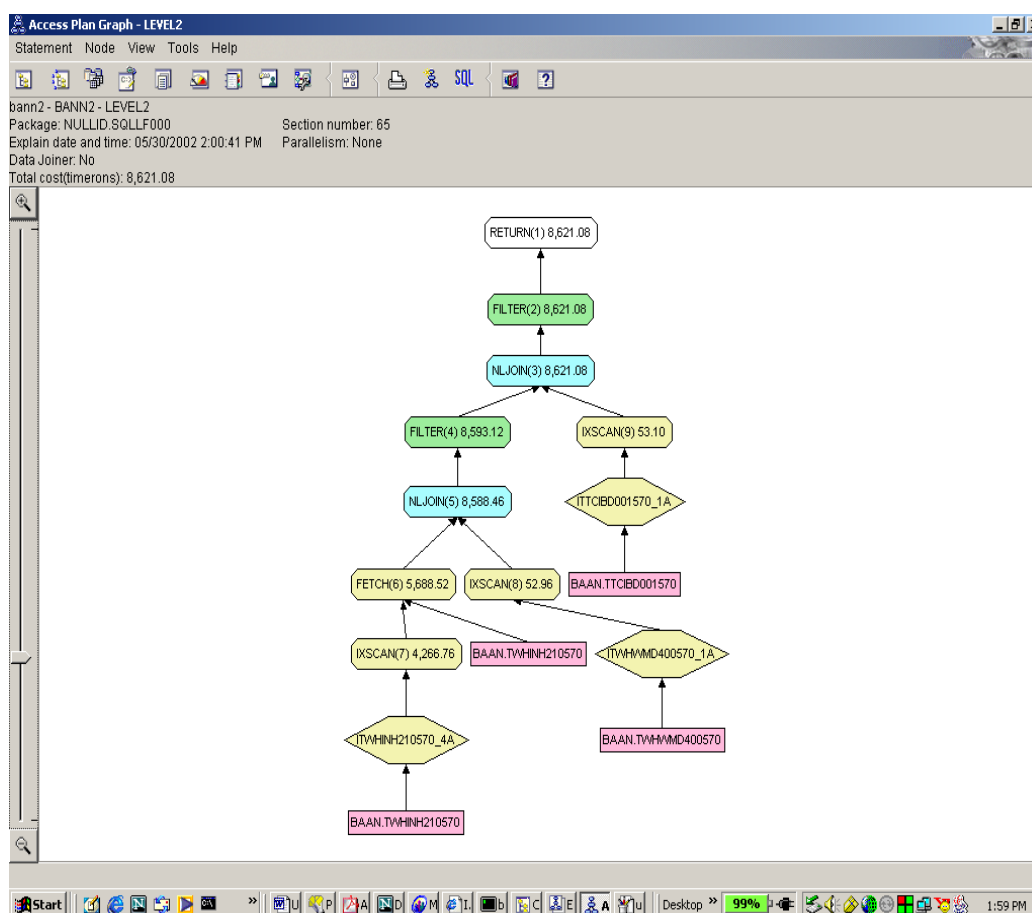 Access Plan Graph - LEVEL2
Statement Node View Tools Help
SQL
bann2 - BANN2 - LEVEL2
Package: NULLID.SQLLF000 Section number: 65
Explain date and time: 05/30/2002 2:00:41 PM Parallelism: None
Data Joiner: No
Total cost(timerons): 8,621.08
RETURN(1) 8,621.08
FILTER(2) 8,621.08
NLJOIN(3) 8,621.08
FILTER(4) 8,593.12 IXSCAN(9) 53.10
NLJOIN(5) 8,588.46 ITTCIBD001570_1A
FETCH(6) 5,688.52 IXSCAN(8) 52.96 BAAN.TTCIBD001570
IXSCAN(7) 4,266.76 BAAN.TWHINH210570 ITWHWMD400570_1A
ITWHINH210570_4A BAAN.TWHWMD400570
BAAN.TWHINH210570
Start » U P A D M I. b C E A u Desktop » 99% 1:59 PM